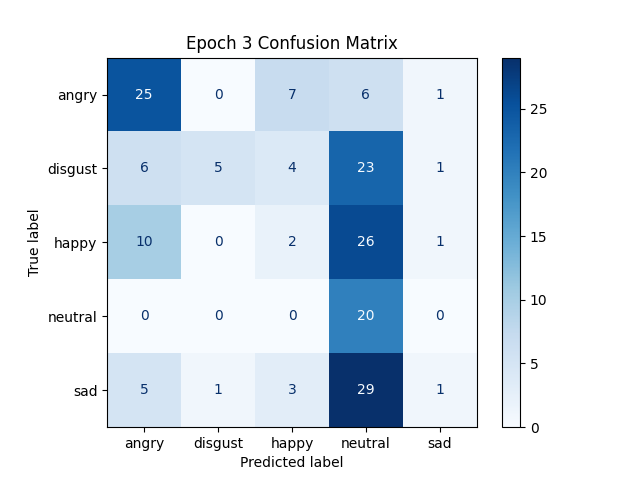 Epoch 3 Confusion Matrix
True label
angry 25 0 7 6 1
disgust 6 5 4 23 1
happy 10 0 2 26 1
neutral 0 0 0 20 0
sad 5 1 3 29 1
angry disgust happy neutral sad
Predicted label
25
20
15
10
5
0